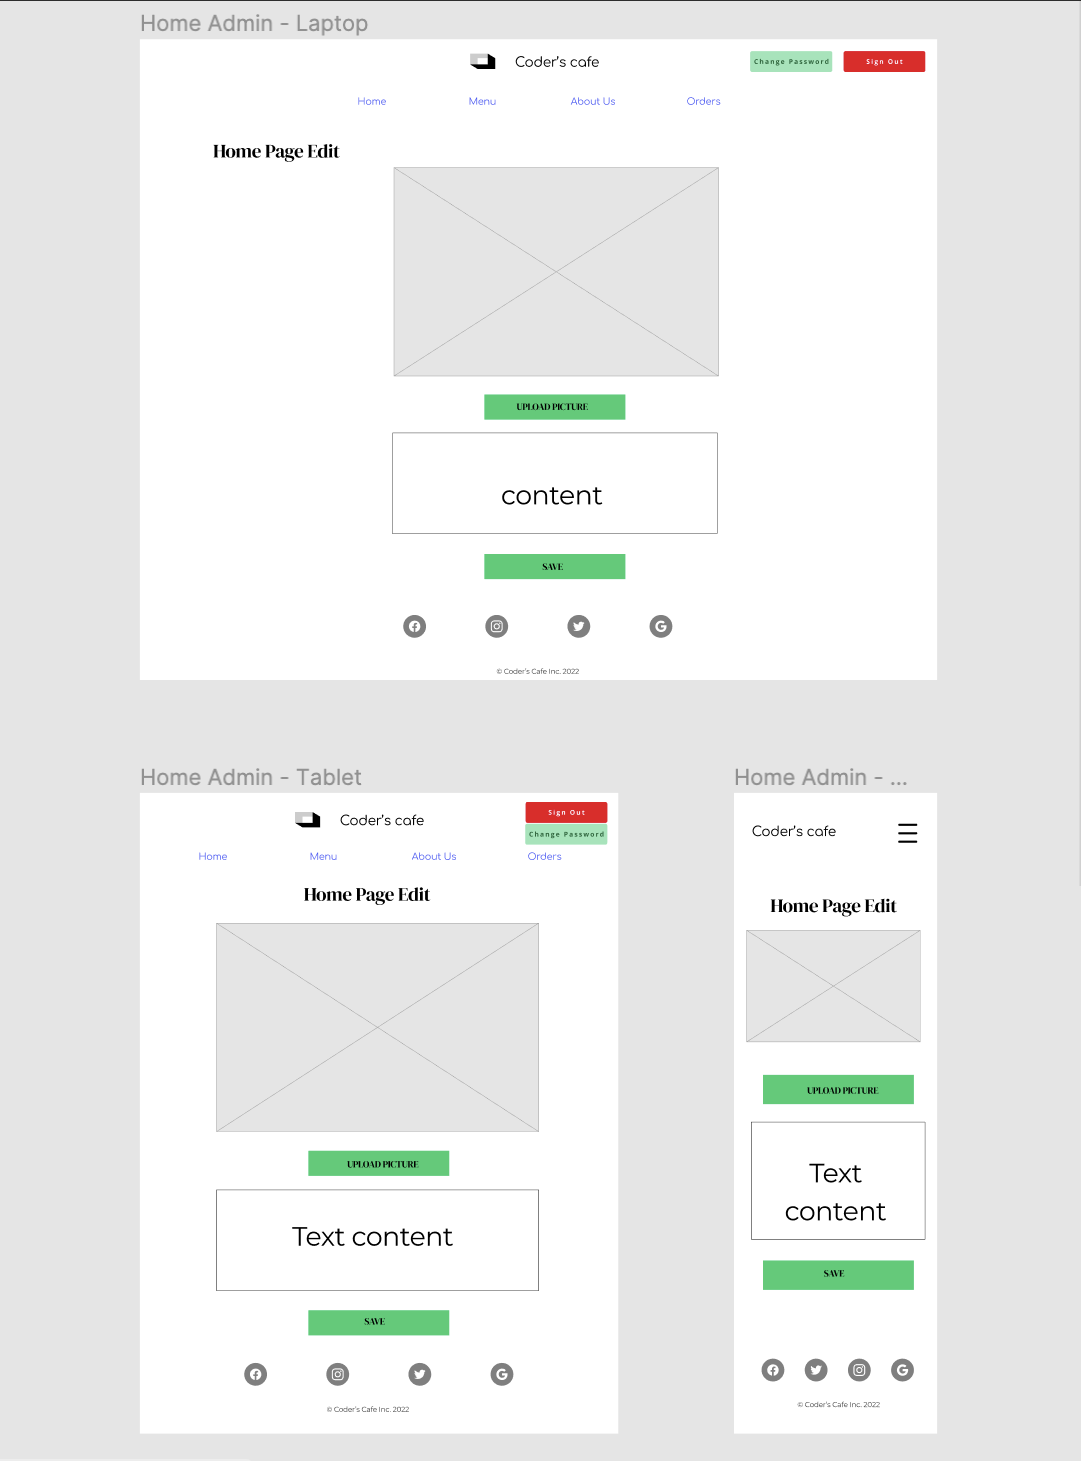 Home Admin - Laptop
Coder's cafe
Change Password
Sign Out
Home
Menu
About Us
Orders
Home Page Edit
UPLOAD PICTURE
content
SAVE
© Coder's Cafe Inc. 2022
Home Admin - Tablet
Coder's cafe
Sign Out
Change Password
Home
Menu
About Us
Orders
Home Page Edit
UPLOAD PICTURE
Text content
SAVE
© Coder's Cafe Inc. 2022
Home Admin - ...
Coder's cafe
Home Page Edit
UPLOAD PICTURE
Text
content
SAVE
© Coder's Cafe Inc. 2022